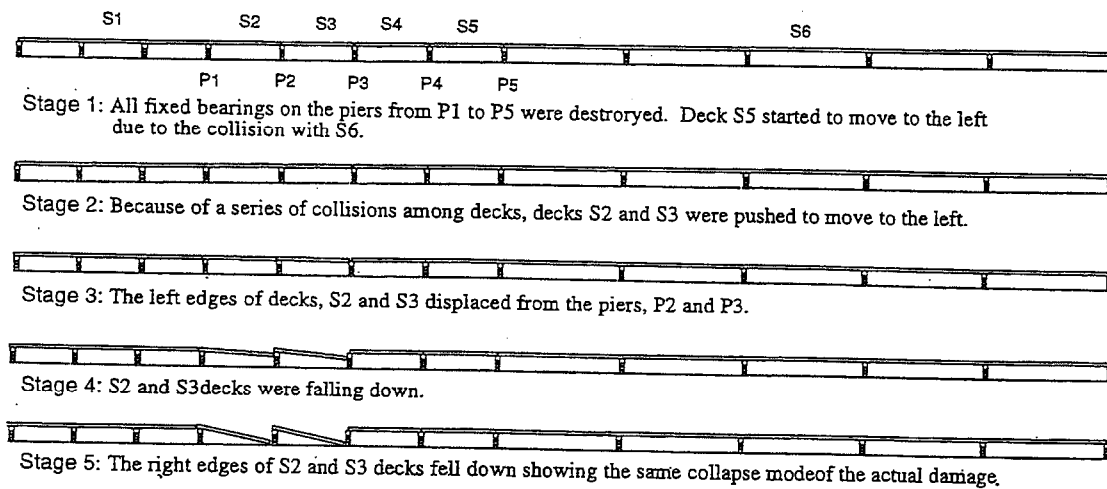 S1 S2 S3 S4 S5 S6
P1 P2 P3 P4 P5
Stage 1: All fixed bearings on the piers from P1 to P5 were destroryed. Deck S5 started to move to the left
due to the collision with S6.
Stage 2: Because of a series of collisions among decks, decks S2 and S3 were pushed to move to the left.
Stage 3: The left edges of decks, S2 and S3 displaced from the piers, P2 and P3.
Stage 4: S2 and S3decks were falling down.
Stage 5: The right edges of S2 and S3 decks fell down showing the same collapse modeof the actual damage.